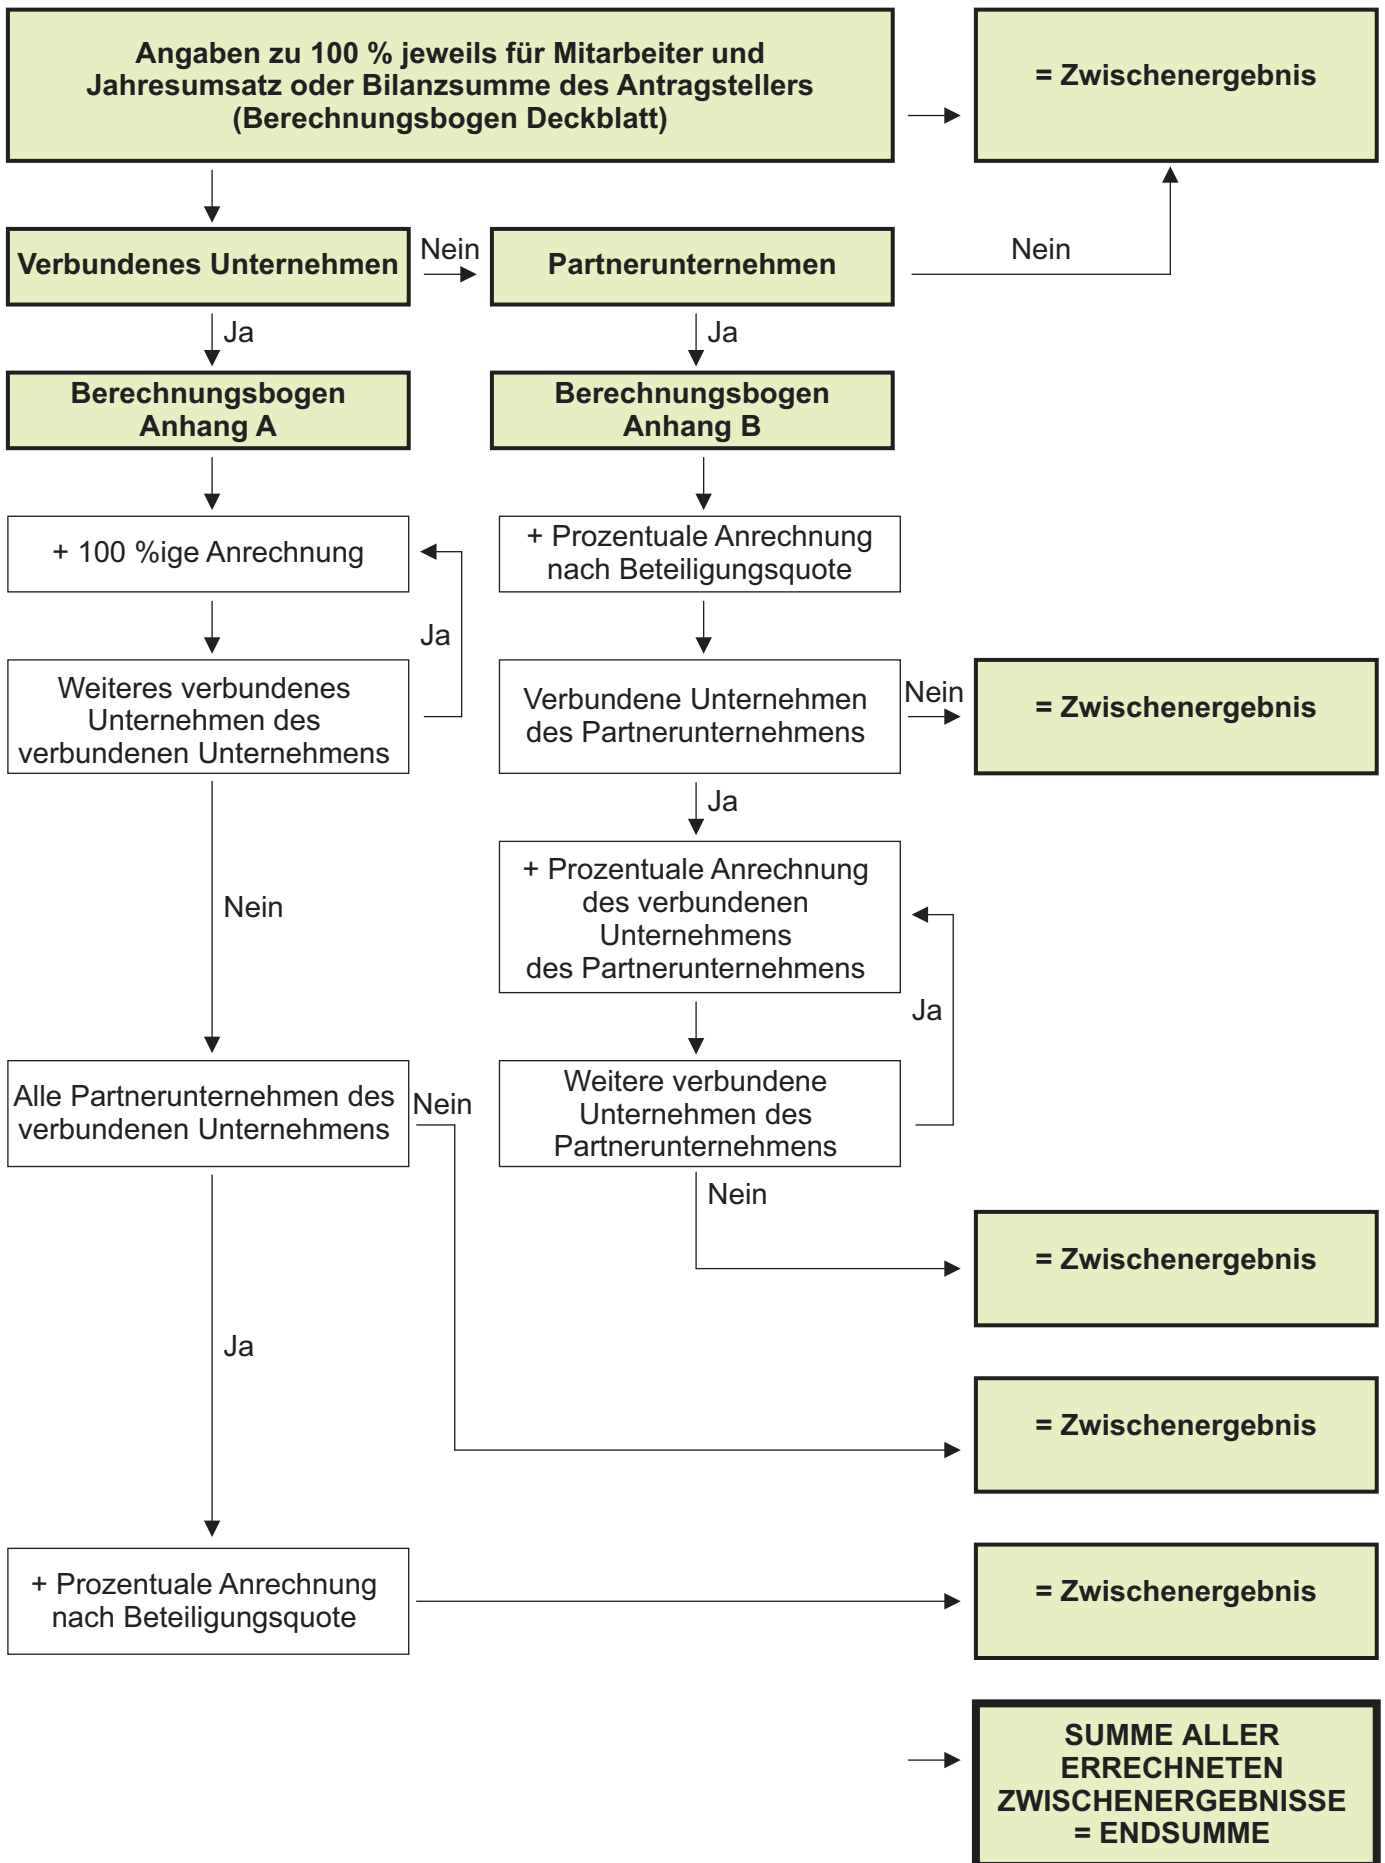 Angaben zu 100 % jeweils für Mitarbeiter und
Jahresumsatz oder Bilanzsumme des Antragstellers
(Berechnungsbogen Deckblatt)
= Zwischenergebnis
Verbundenes Unternehmen
Nein
Partnerunternehmen
Nein
Ja
Ja
Berechnungsbogen
Anhang A
Berechnungsbogen
Anhang B
+ 100 %ige Anrechnung
+ Prozentuale Anrechnung
nach Beteiligungsquote
Ja
Weiteres verbundenes
Unternehmen des
verbundenen Unternehmens
Verbundene Unternehmen
des Partnerunternehmens
Nein
= Zwischenergebnis
Ja
Nein
+ Prozentuale Anrechnung
des verbundenen
Unternehmens
des Partnerunternehmens
Ja
Alle Partnerunternehmen des
verbundenen Unternehmens
Nein
Weitere verbundene
Unternehmen des
Partnerunternehmens
Nein
= Zwischenergebnis
Ja
= Zwischenergebnis
+ Prozentuale Anrechnung
nach Beteiligungsquote
= Zwischenergebnis
SUMME ALLER
ERRECHNETEN
ZWISCHENERGEBNISSE
= ENDSUMME